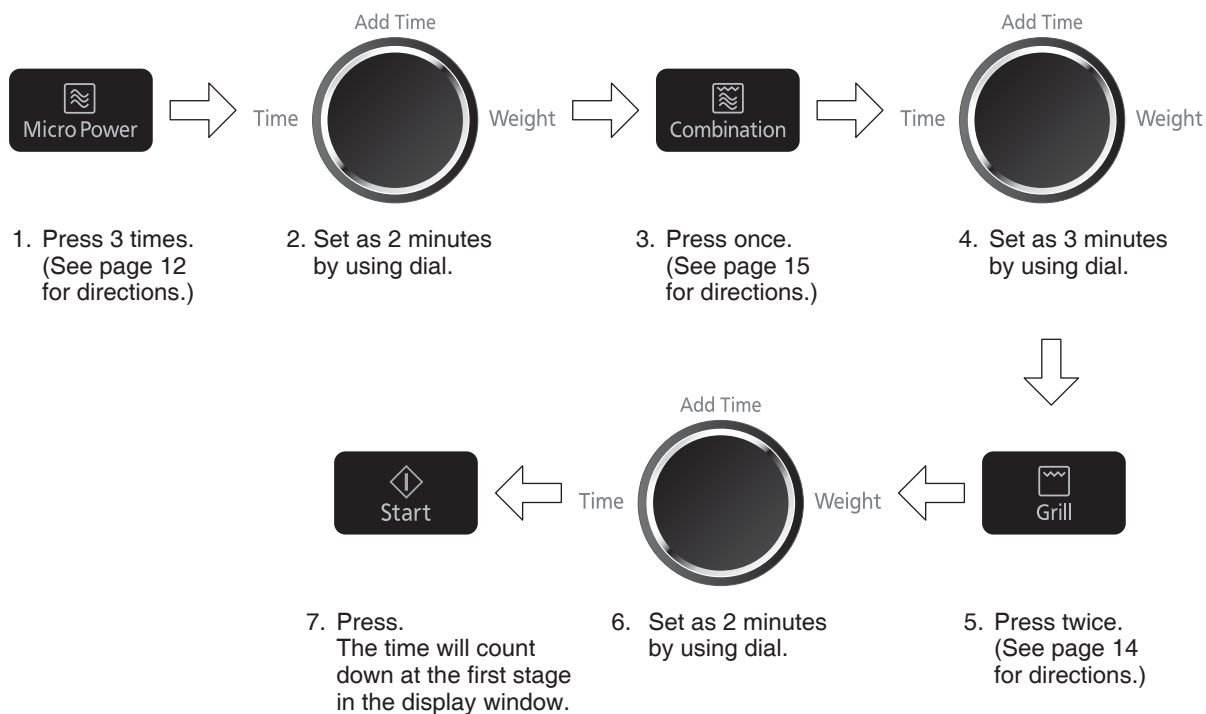 Add Time
Micro Power
Time
Weight
Combination
Add Time
Time
Weight
1. Press 3 times.
(See page 12
for directions.)
2. Set as 2 minutes
by using dial.
3. Press once.
(See page 15
for directions.)
4. Set as 3 minutes
by using dial.
Grill
5. Press twice.
(See page 14
for directions.)
Add Time
Time
Weight
6. Set as 2 minutes
by using dial.
Start
7. Press.
The time will count
down at the first stage
in the display window.